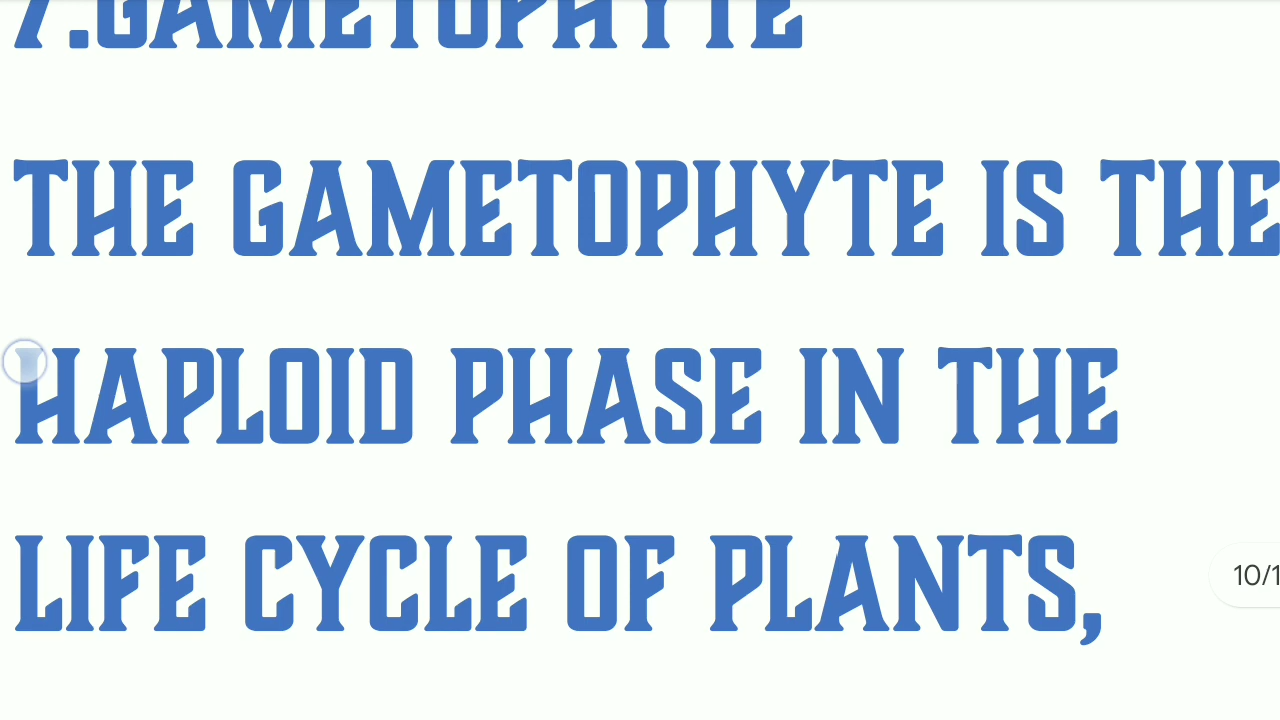 7.GAMETOPHYTE
THE GAMETOPHYTE IS THE
HAPLOID PHASE IN THE
LIFE CYCLE OF PLANTS,
10/1